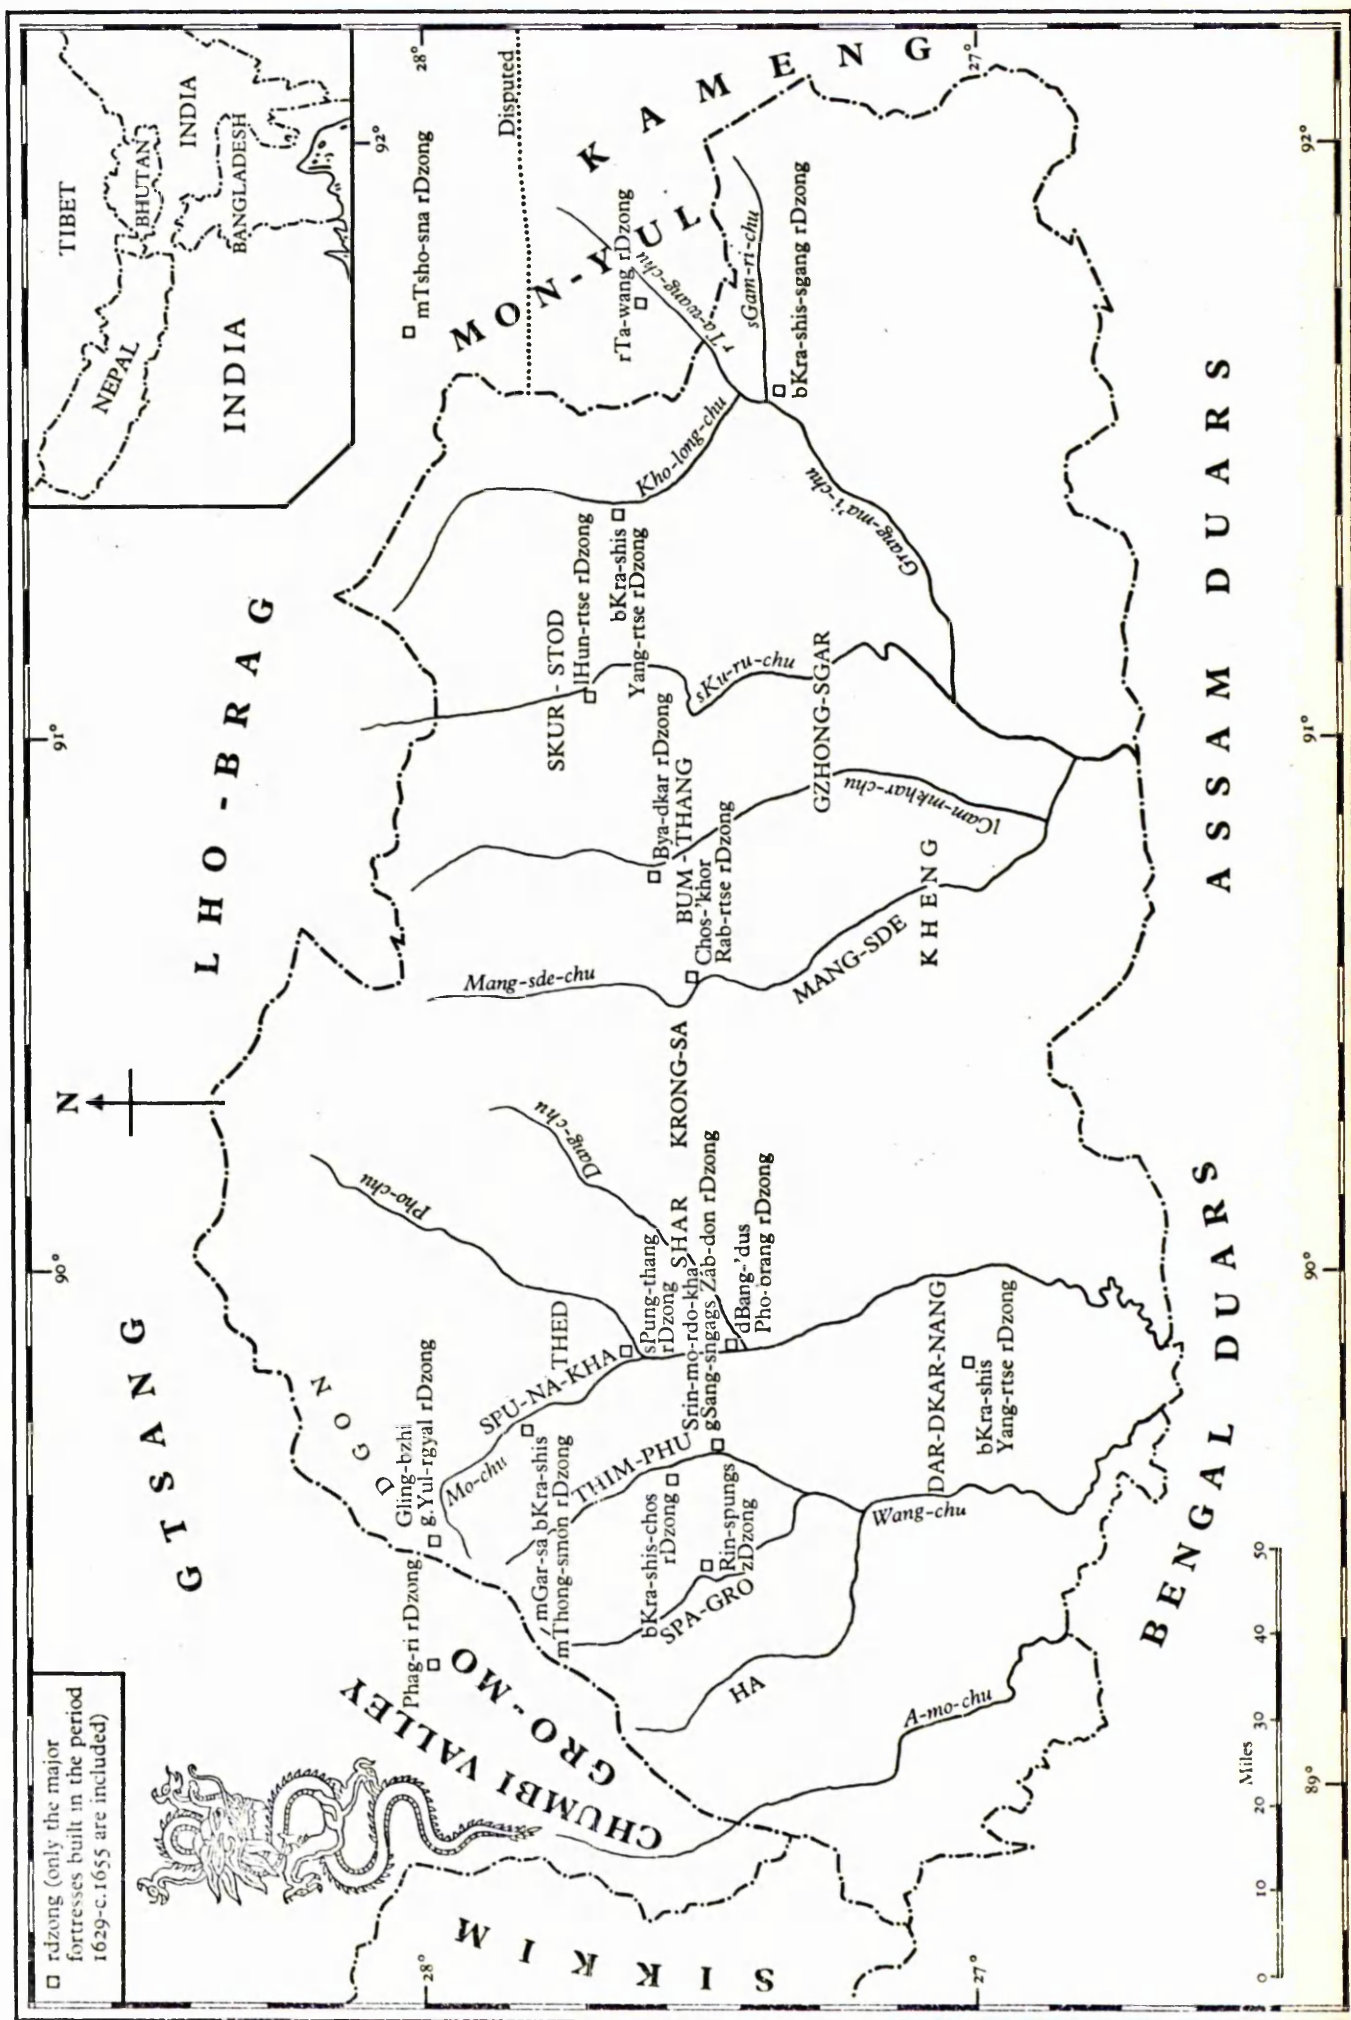 □ rdzong (only the major
fortresses built in the period
1629-c.1655 are included)
GTSANG
LHO-BRAG
N
90°
91°
92°
TIBET
NEPAL
BHUTAN
INDIA
BANGLADESH
INDIA
28°
28°
mTsho-sna rDzong
Disputed
MON-YUL
KAMENG
rTa-wang rDzong
rTa-wang-chu
sGam-ri-chu
bKra-shis-sgang rDzong
Kho-long-chu
Grang-ma'i-chu
SKUR-STOD
lHun-rtse rDzong
bKra-shis
Yang-rtse rDzong
sKu-ru-chu
GZHONG-SGAR
Bya-dkar rDzong
BUM-THANG
Chos-'khor
Rab-rtse rDzong
lCam-mkhar-chu
KHENG
MANG-SDE
Mang-sde-chu
KRONG-SA
SHAR
Dang-chu
Pho-chu
DGON
Gling-bzhi
g.Yul-rgyal rDzong
THED
SPU-NA-KHA
Mo-chu
sPung-thang
rDzong
Srin-mo-rdo-kha
gSang-sngags Zab-don rDzong
dBang-'dus
Pho-brang rDzong
mGar-sa bKra-shis
mThong-smon rDzong
THIM-PHU
bKra-shis-chos
rDzong
Rin-spungs
zDzong
SPA-GRO
HA
Wang-chu
DAR-DKAR-NANG
bKra-shis
Yang-rtse rDzong
Phag-ri rDzong
GRO-MO
CHUMBI VALLEY
SIKKIM
A-mo-chu
27°
27°
BENGAL DUARS
ASSAM DUARS
Miles
0 10 20 30 40 50
89°
90°
91°
92°